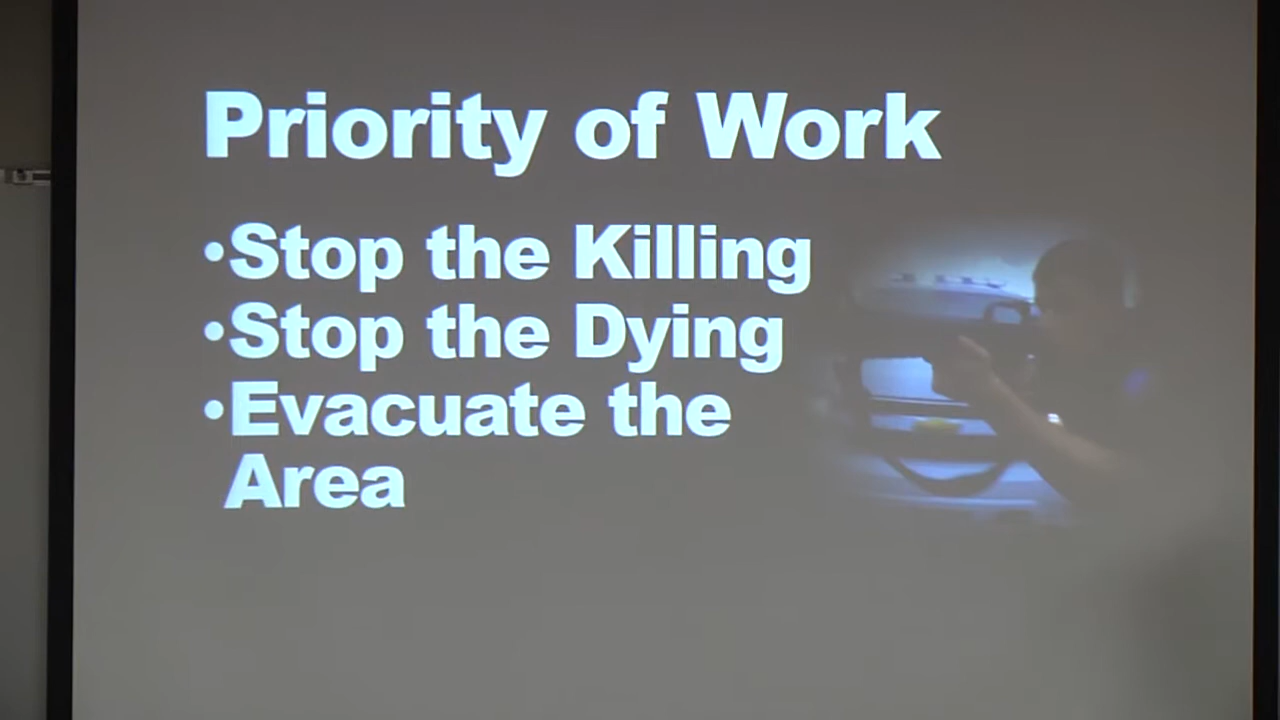 Priority of Work
•Stop the Killing
•Stop the Dying
•Evacuate the
Area